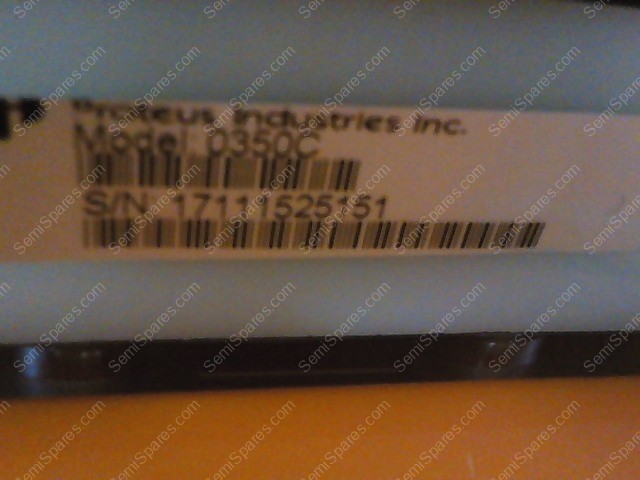 Proteus Industries Inc.
Model 0350C
S/N 17111525151
SemiSpares.com